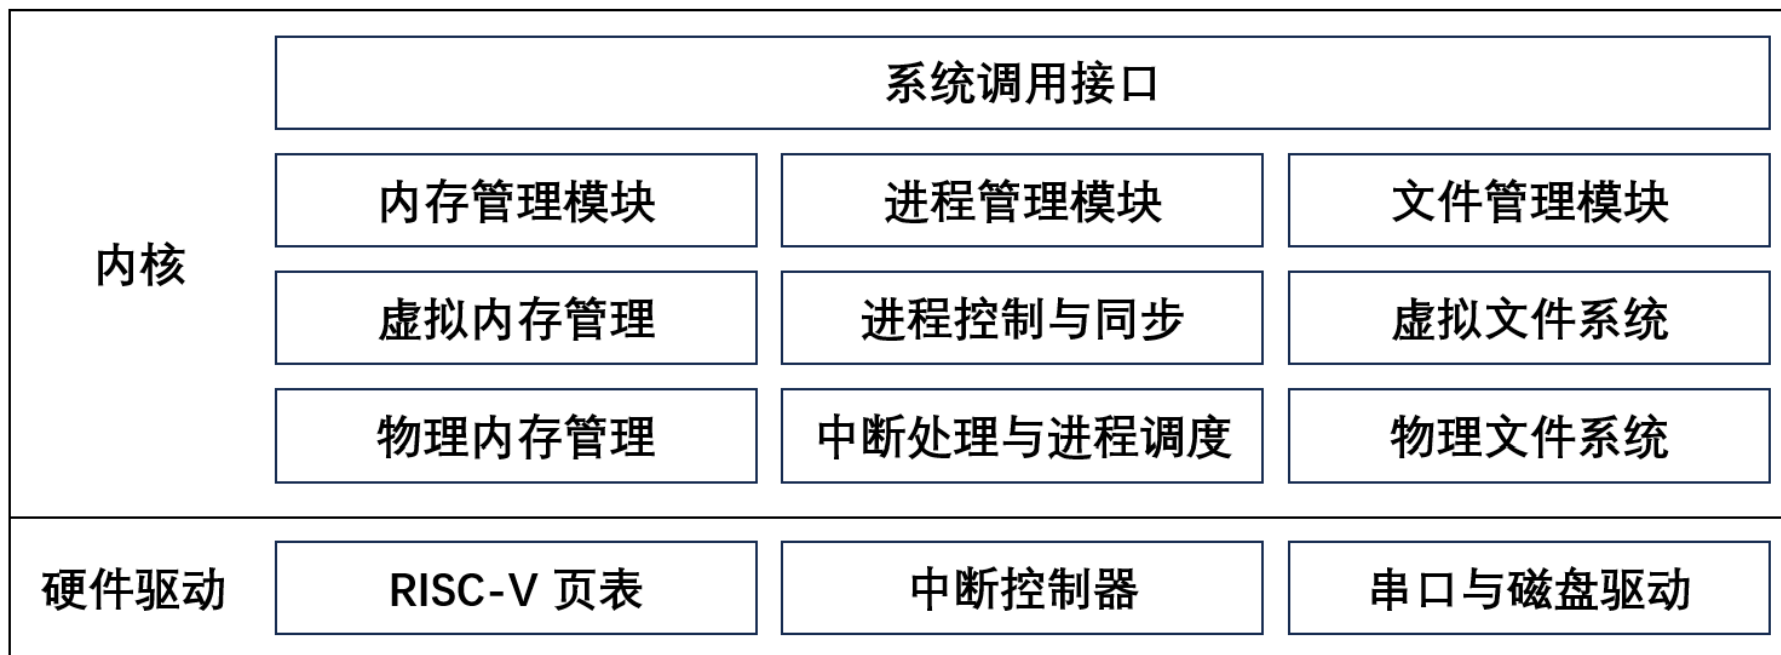 系统调用接口
内存管理模块
进程管理模块
文件管理模块
内核
虚拟内存管理
进程控制与同步
虚拟文件系统
物理内存管理
中断处理与进程调度
物理文件系统
硬件驱动
RISC-V 页表
中断控制器
串口与磁盘驱动